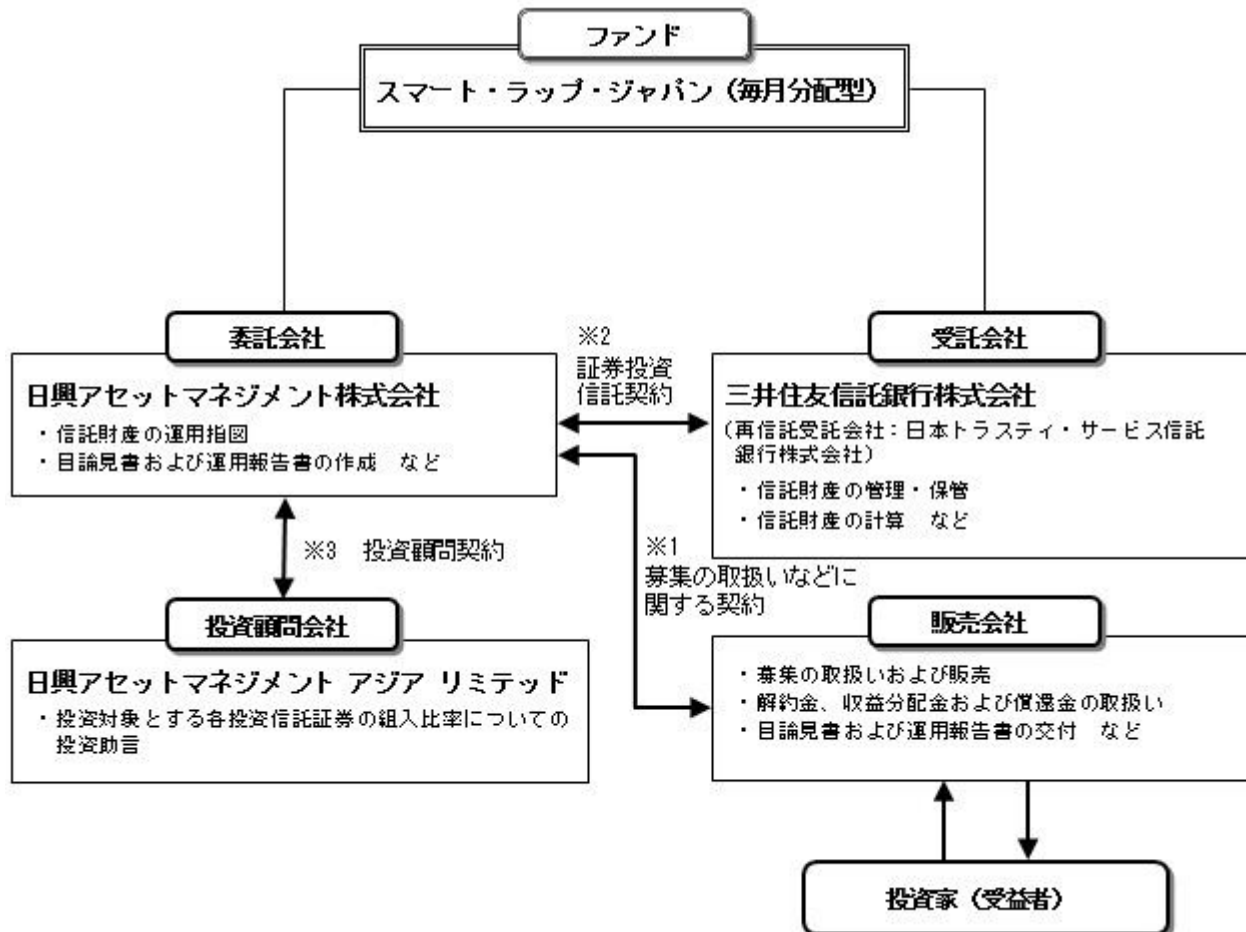 ファンド
スマート・ラップ・ジャパン（毎月分配型）
委託会社
日興アセットマネジメント株式会社
・信託財産の運用指図
・目論見書および運用報告書の作成　など
※2
証券投資
信託契約
受託会社
三井住友信託銀行株式会社
（再信託受託会社：日本トラスティ・サービス信託
銀行株式会社）
・信託財産の管理・保管
・信託財産の計算　など
※3　投資顧問契約
※1
募集の取扱いなどに
関する契約
投資顧問会社
日興アセットマネジメント アジア リミテッド
・投資対象とする各投資信託証券の組入比率についての
投資助言
販売会社
・募集の取扱いおよび販売
・解約金、収益分配金および償還金の取扱い
・目論見書および運用報告書の交付　など
投資家（受益者）